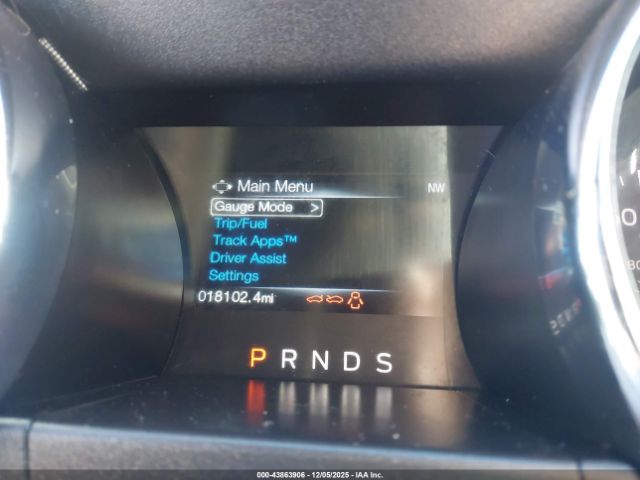 Main Menu NW
Gauge Mode >
Trip/Fuel
Track Apps™
Driver Assist
Settings
018102.4mi
P R N D S
000-43863906 12/05/2025 IAA Inc.